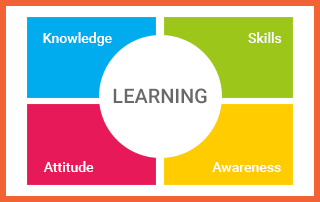 Knowledge
Skills
LEARNING
Attitude
Awareness